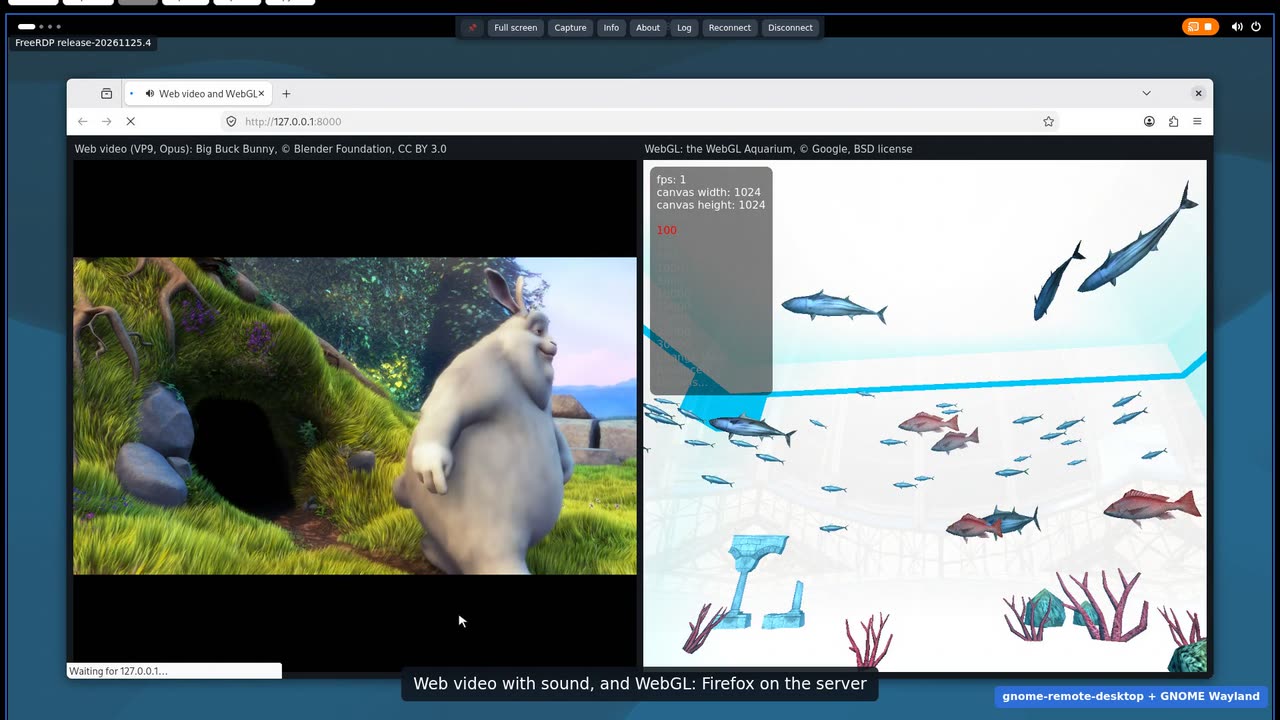 Full screen
Capture
Info
About
Log
Reconnect
Disconnect
FreeRDP release-20261125.4
Web video and WebGL
http://127.0.0.1:8000
Web video (VP9, Opus): Big Buck Bunny, © Blender Foundation, CC BY 3.0
WebGL: the WebGL Aquarium, © Google, BSD license
fps: 1
canvas width: 1024
canvas height: 1024
100
Waiting for 127.0.0.1…
Web video with sound, and WebGL: Firefox on the server
gnome-remote-desktop + GNOME Wayland